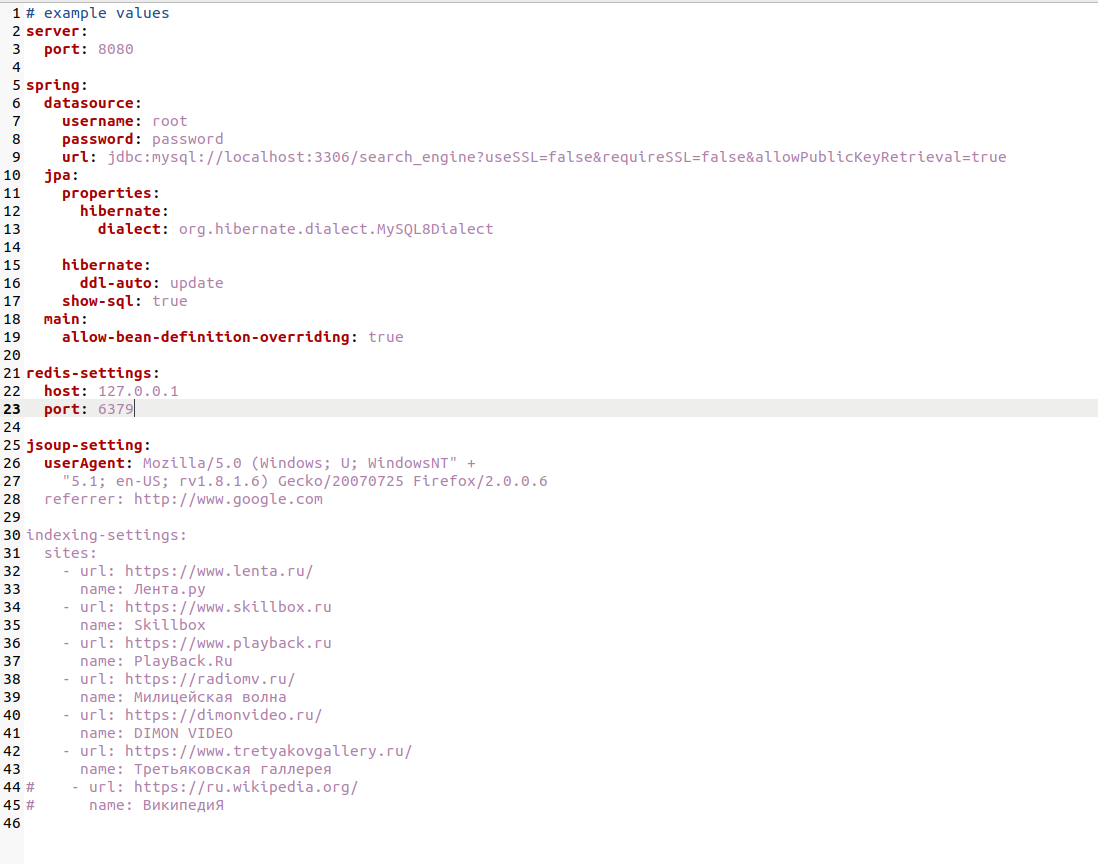 1 # example values
2 server:
3   port: 8080
4
5 spring:
6   datasource:
7     username: root
8     password: password
9     url: jdbc:mysql://localhost:3306/search_engine?useSSL=false&requireSSL=false&allowPublicKeyRetrieval=true
10   jpa:
11     properties:
12       hibernate:
13         dialect: org.hibernate.dialect.MySQL8Dialect
14
15     hibernate:
16       ddl-auto: update
17     show-sql: true
18   main:
19     allow-bean-definition-overriding: true
20
21 redis-settings:
22   host: 127.0.0.1
23   port: 6379
24
25 jsoup-setting:
26   userAgent: Mozilla/5.0 (Windows; U; WindowsNT" +
27     "5.1; en-US; rv1.8.1.6) Gecko/20070725 Firefox/2.0.0.6
28   referrer: http://www.google.com
29
30 indexing-settings:
31   sites:
32     - url: https://www.lenta.ru/
33       name: Лента.ру
34     - url: https://www.skillbox.ru
35       name: Skillbox
36     - url: https://www.playback.ru
37       name: PlayBack.Ru
38     - url: https://radiomv.ru/
39       name: Милицейская волна
40     - url: https://dimonvideo.ru/
41       name: DIMON VIDEO
42     - url: https://www.tretyakovgallery.ru/
43       name: Третьяковская галлерея
44 #    - url: https://ru.wikipedia.org/
45 #      name: ВикипедиЯ
46